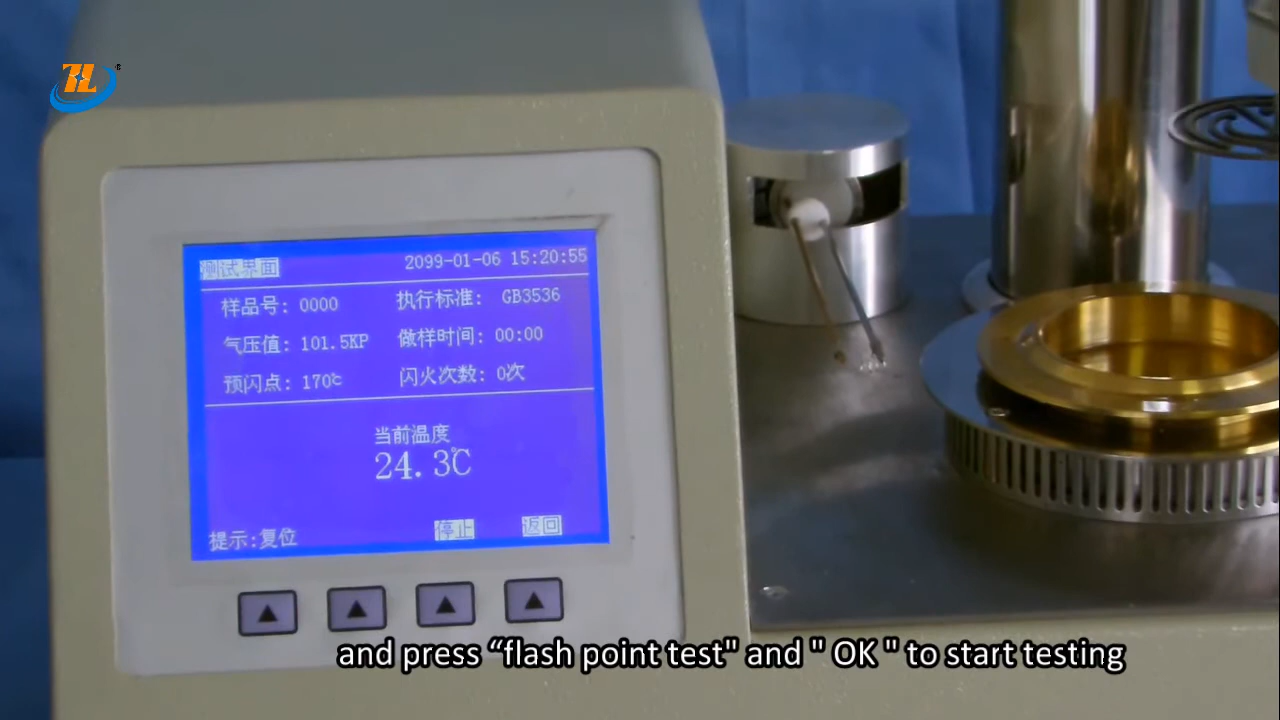 ZL
®
测试界面 2099-01-06 15:20:55
样品号: 0000 执行标准: GB3536
气压值: 101.5KP 做样时间: 00:00
预闪点: 170℃ 闪火次数: 0次
当前温度
24.3℃
提示:复位 停止 返回
and press “flash point test" and " OK " to start testing